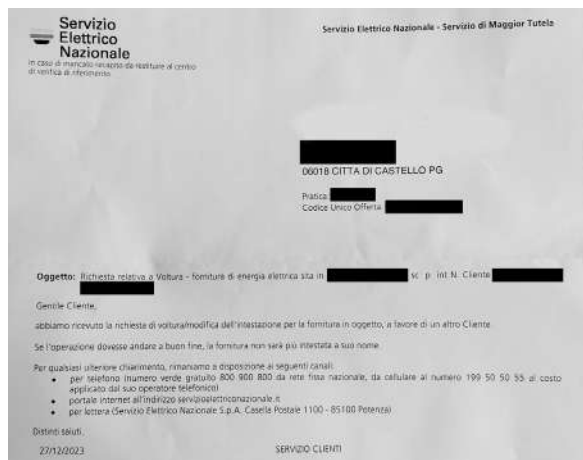 Servizio
Elettrico
Nazionale
Servizio Elettrico Nazionale - Servizio di Maggior Tutela
in caso di mancato recapito da restituire al centro
di verifica di riferimento
06018 CITTA DI CASTELLO PG
Pratica
Codice Unico Offerta
Oggetto: Richiesta relativa a Voltura - forniture di energia elettrica sita in sc p int N. Cliente
Gentile Cliente,
abbiamo ricevuto la richiesta di voltura/modifica dell'intestazione per la fornitura in oggetto, a favore di un altro Cliente.
Se l'operazione dovesse andare a buon fine, la fornitura non sarà più intestata a suo nome.
Per qualsiasi ulteriore chiarimento, rimaniamo a disposizione ai seguenti canali:
• per telefono (numero verde gratuito 800 900 800 da rete fissa nazionale, da cellulare al numero 199 50 50 55 al costo
applicato dal suo operatore telefonico)
• portale internet all'indirizzo servizioelettriconazionale.it
• per lettera (Servizio Elettrico Nazionale S.p.A. Casella Postale 1100 - 85100 Potenza)
Distinti saluti.
27/12/2023 SERVIZIO CLIENTI